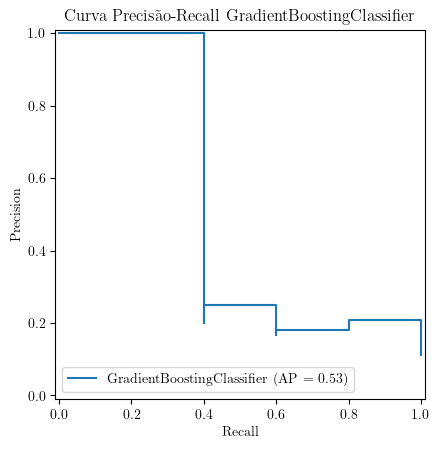 Curva Precisão-Recall GradientBoostingClassifier
1.0
0.8
0.6
0.4
0.2
0.0
Precision
GradientBoostingClassifier (AP = 0.53)
0.0 0.2 0.4 0.6 0.8 1.0
Recall